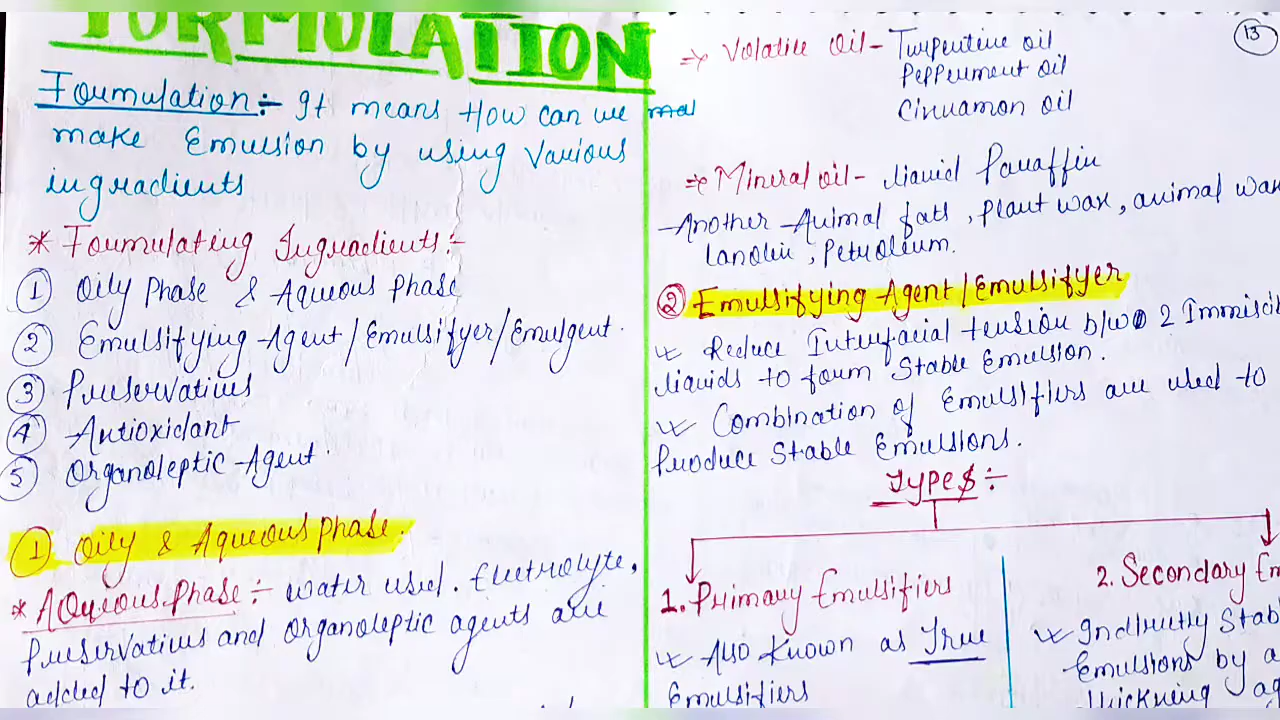 FORMULATION
Formulation:- It means How can we
make Emulsion by using Various
ingradients
* Formulating Ingradients:-
① Oily Phase & Aqueous Phase
② Emulsifying Agent/Emulsifyer/Emulgent.
③ Preservatives
④ Antioxidant
⑤ Organoleptic Agent
① Oily & Aqueous phase.
* Aqueous Phase:- water used. Electrolyte,
Preservatives and Organoleptic agents are
added to it.
13
⇒ Volatile Oil- Turpentine oil
Peppermint oil
Cinnamon oil
⇒ Mineral oil- liquid Paraffin
-Another -Animal fats, plant wax, animal wax
Lanolin, Petroleum.
② Emulsifying Agent/Emulsifyer
Reduce Interfacial tension b/w 2 Immisci
liquids to form Stable Emulsion.
Combination of Emulsifiers are used to
Produce Stable Emulsions.
Types:-
1. Primary Emulsifiers
Also Known as True
Emulsifiers
2. Secondary Em
Indirectly Stab
Emulsions by a
thickning ag